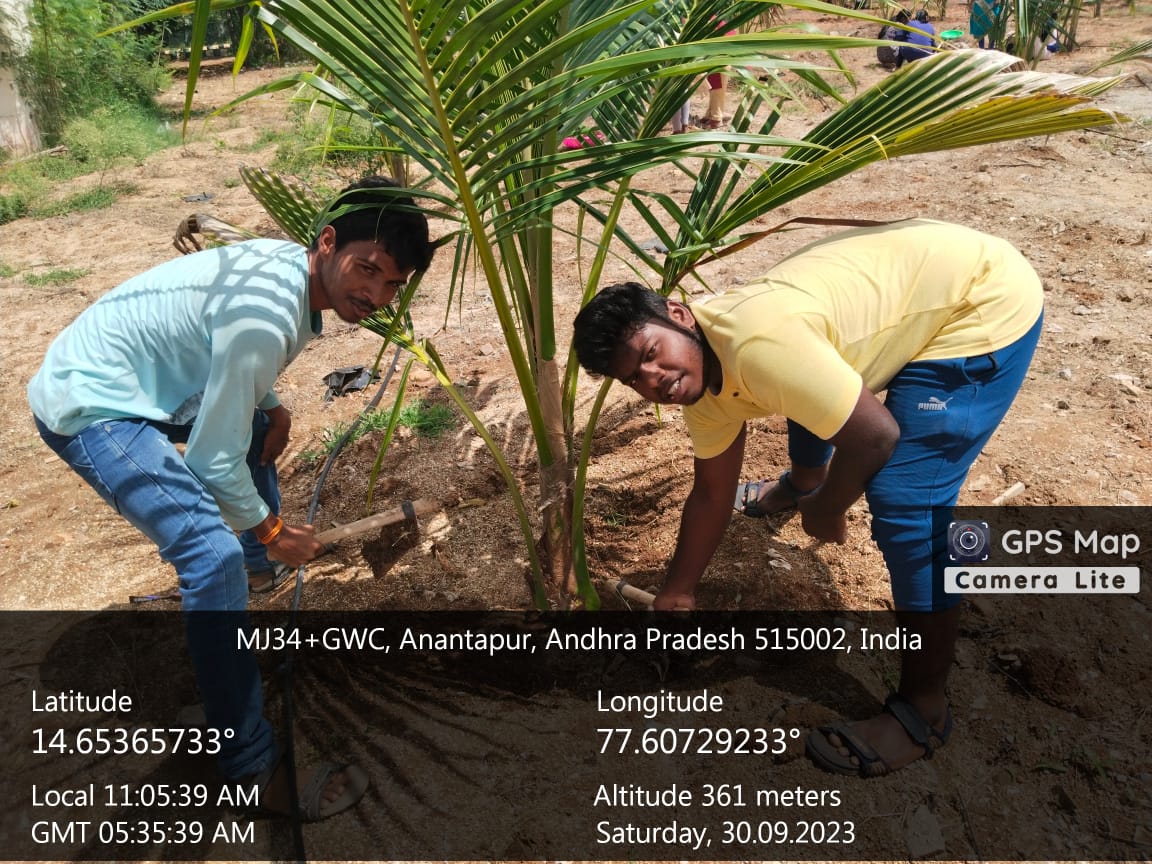 PUMA
GPS Map
Camera Lite
MJ34+GWC, Anantapur, Andhra Pradesh 515002, India
Latitude
14.65365733°
Longitude
77.60729233°
Local 11:05:39 AM
GMT 05:35:39 AM
Altitude 361 meters
Saturday, 30.09.2023